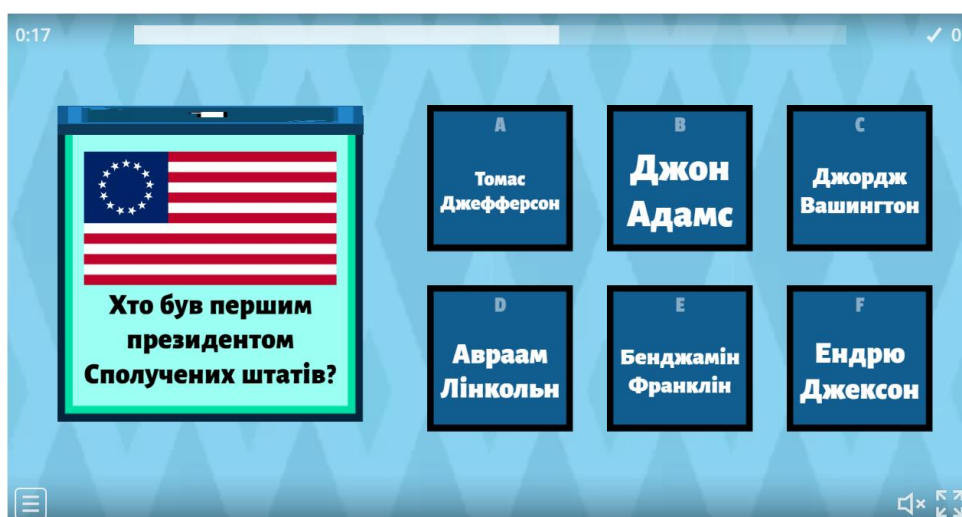 0:17
✓ 0
Хто був першим
президентом
Сполучених штатів?
A
Томас
Джефферсон
B
Джон
Адамс
C
Джордж
Вашингтон
D
Авраам
Лінкольн
E
Бенджамін
Франклін
F
Ендрю
Джексон